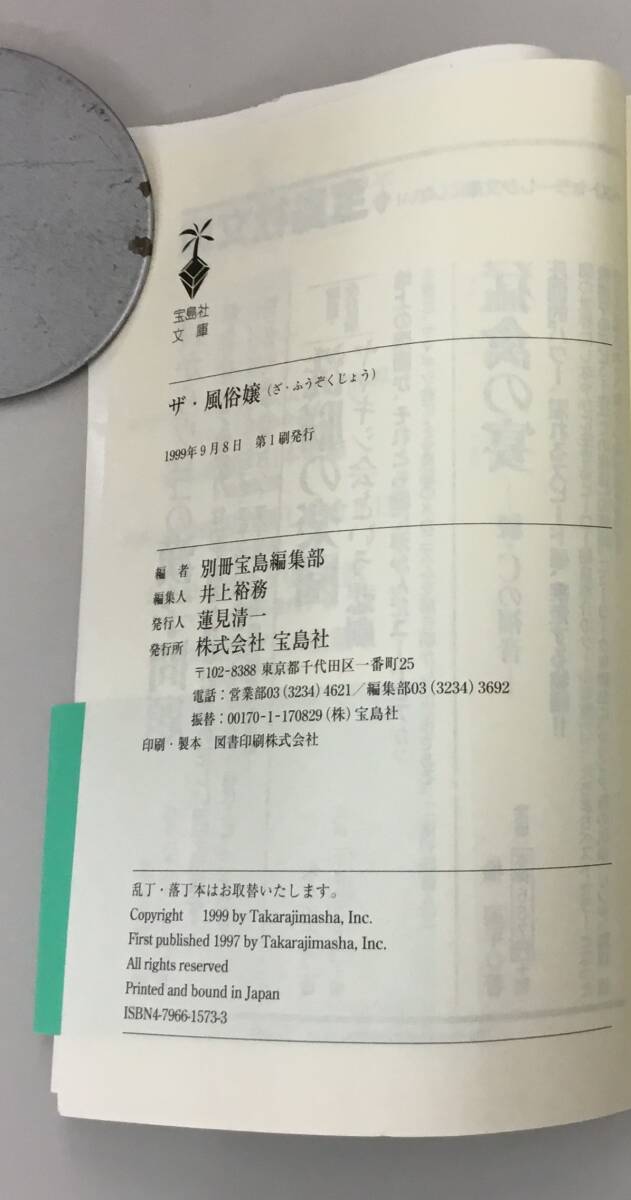 宝島社
文庫
ザ・風俗嬢(ざ・ふうぞくじょう)
1999年9月8日 第1刷発行
編 者 別冊宝島編集部
編集人 井上裕務
発行人 蓮見清一
発行所 株式会社 宝島社
〒102-8388 東京都千代田区一番町25
電話：営業部03(3234)4621／編集部03(3234)3692
振替：00170-1-170829(株)宝島社
印刷・製本 図書印刷株式会社
乱丁・落丁本はお取替いたします。
Copyright 1999 by Takarajimasha, Inc.
First published 1997 by Takarajimasha, Inc.
All rights reserved
Printed and bound in Japan
ISBN4-7966-1573-3